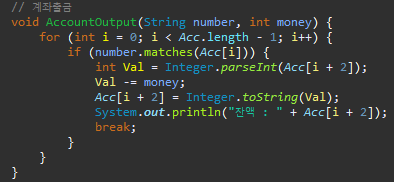 // 계좌출금
void AccountOutput(String number, int money) {
    for (int i = 0; i < Acc.length - 1; i++) {
        if (number.matches(Acc[i])) {
            int Val = Integer.parseInt(Acc[i + 2]);
            Val -= money;
            Acc[i + 2] = Integer.toString(Val);
            System.out.println("잔액 : " + Acc[i + 2]);
            break;
        }
    }
}